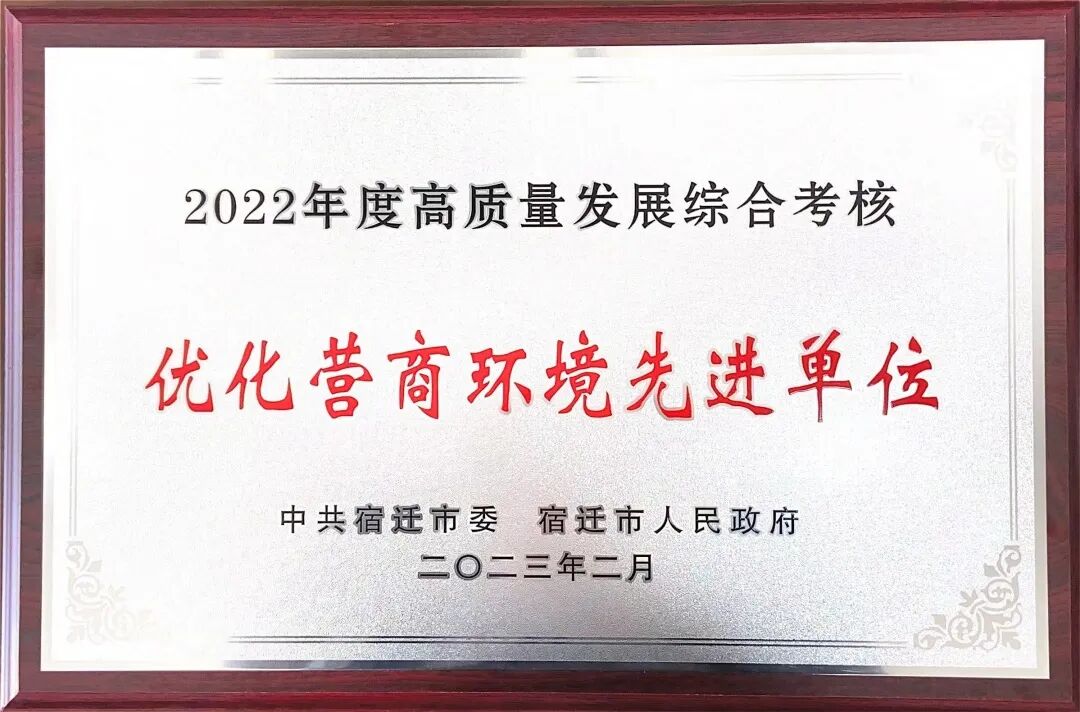 2022年度高质量发展综合考核
优化营商环境先进单位
中共宿迁市委 宿迁市人民政府
二〇二三年二月